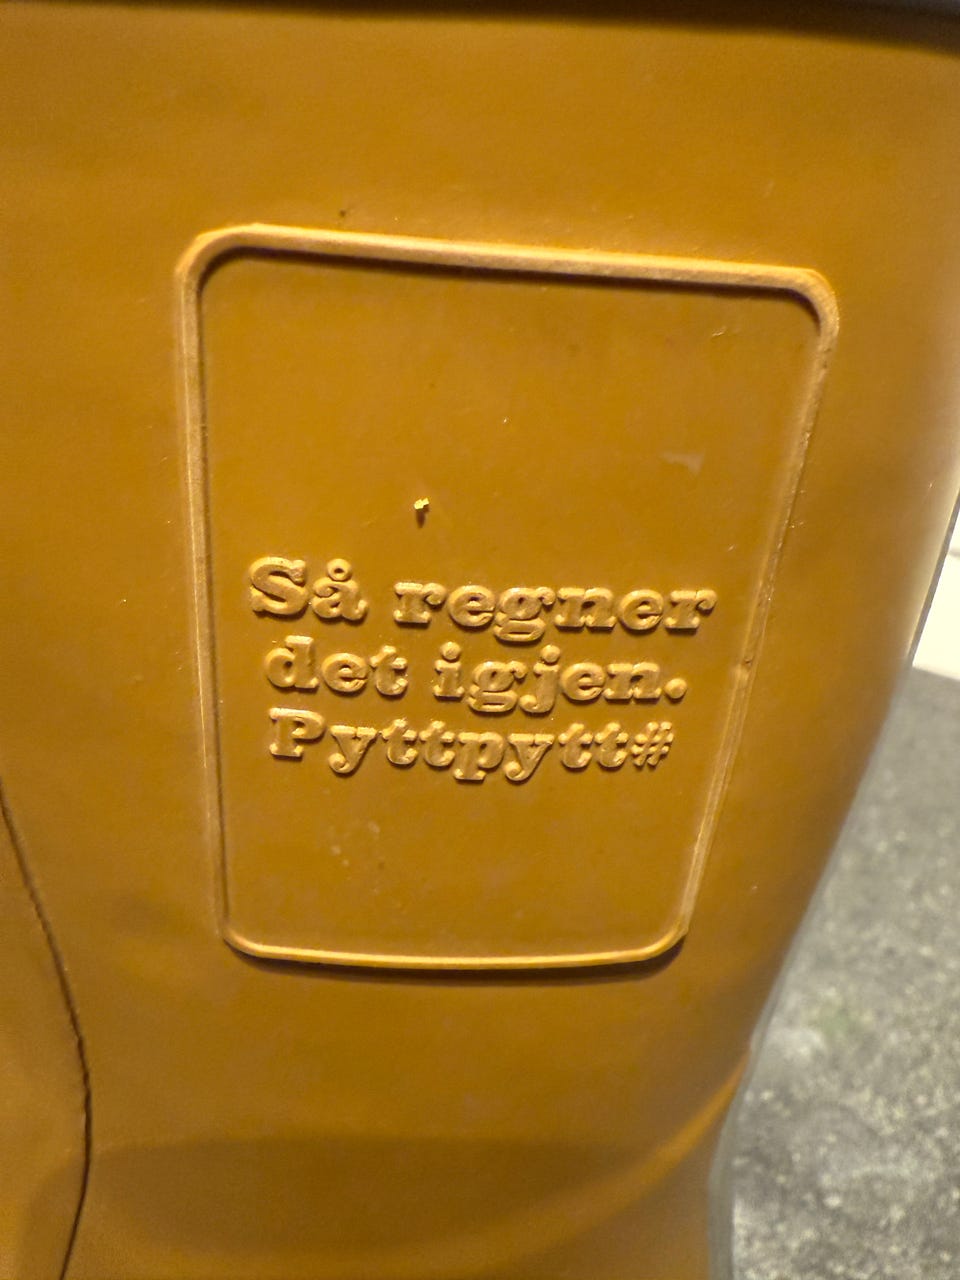 Så regner
det igjen.
Pyttpytt#